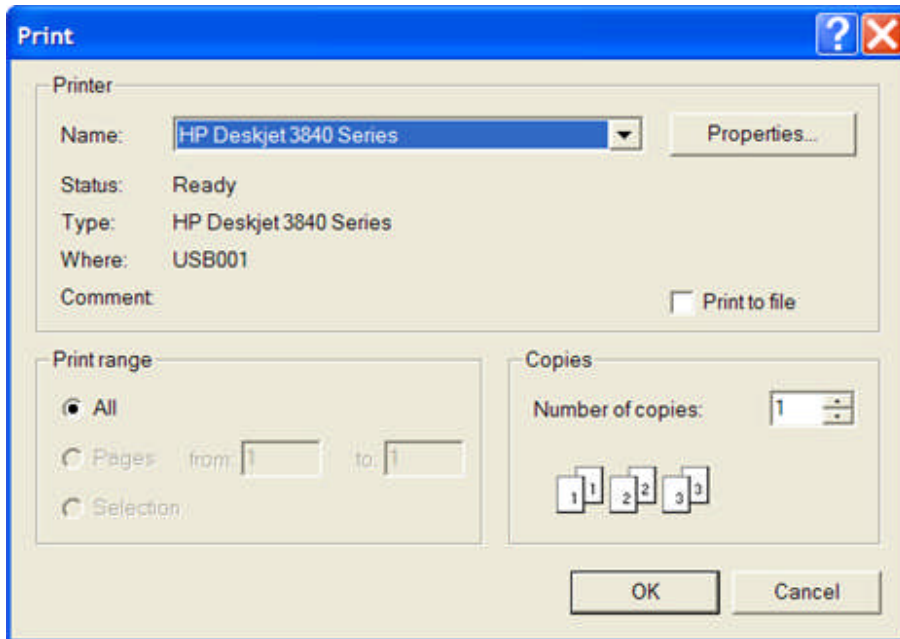 Print
Printer
Name: HP Deskjet 3840 Series Properties...
Status: Ready
Type: HP Deskjet 3840 Series
Where: USB001
Comment:
Print to file
Print range
All
Pages from: 1 to: 1
Selection
Copies
Number of copies: 1
1 1 2 2 3 3
OK Cancel